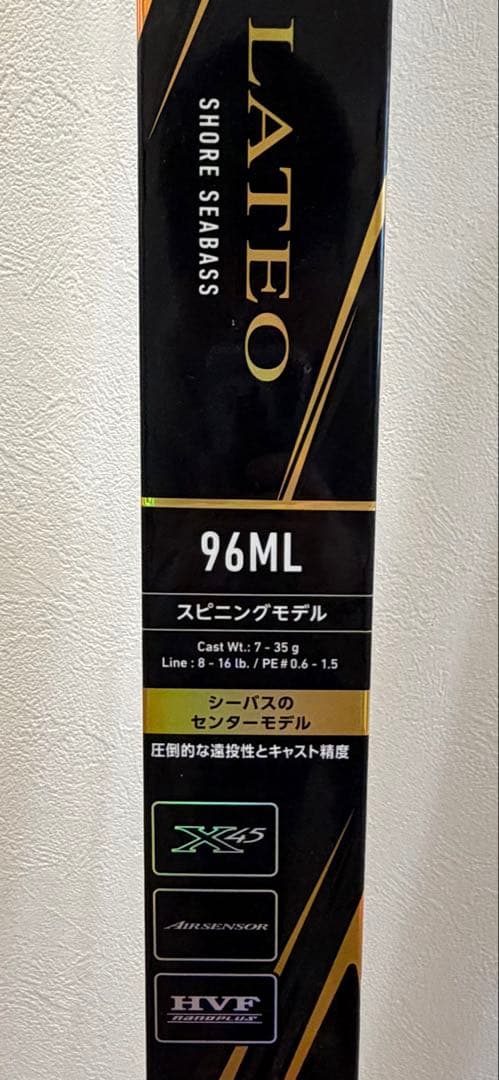 LATEO
SHORE SEABASS
96ML
スピニングモデル
Cast Wt.: 7 - 35 g
Line : 8 - 16 lb. / PE#0.6 - 1.5
シーバスの
センターモデル
圧倒的な遠投性とキャスト精度
X45
AIRSENSOR
HVF
nanoPLUS